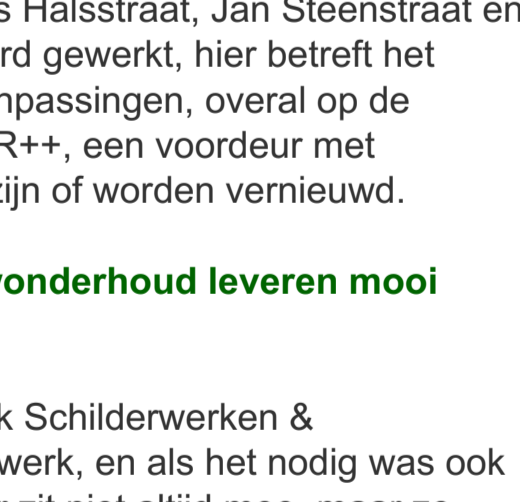 s Halsstraat, Jan Steenstraat en
rd gewerkt, hier betreft het
npassingen, overal op de
R++, een voordeur met
zijn of worden vernieuwd.
vonderhoud leveren mooi
k Schilderwerken &
werk, en als het nodig was ook